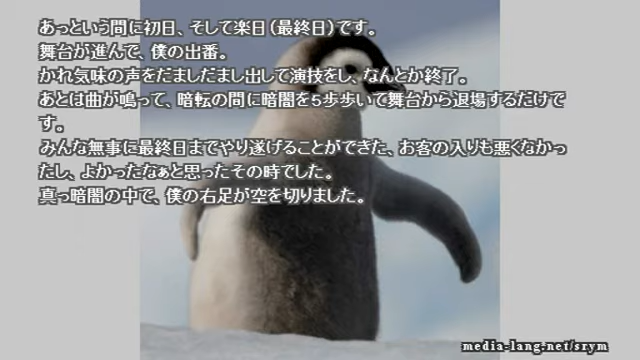 あっという間に初日、そして楽日（最終日）です。
舞台が進んで、僕の出番。
かれ気味の声をだましだまし出して演技をし、なんとか終了。
あとは曲が鳴って、暗転の間に暗闇を5歩歩いて舞台から退場するだけで
す。
みんな無事に最終日までやり遂げることができた、お客の入りも悪くなかっ
たし、よかったなぁと思ったその時でした。
真っ暗闇の中で、僕の右足が空を切りました。
media-lang.net/srym